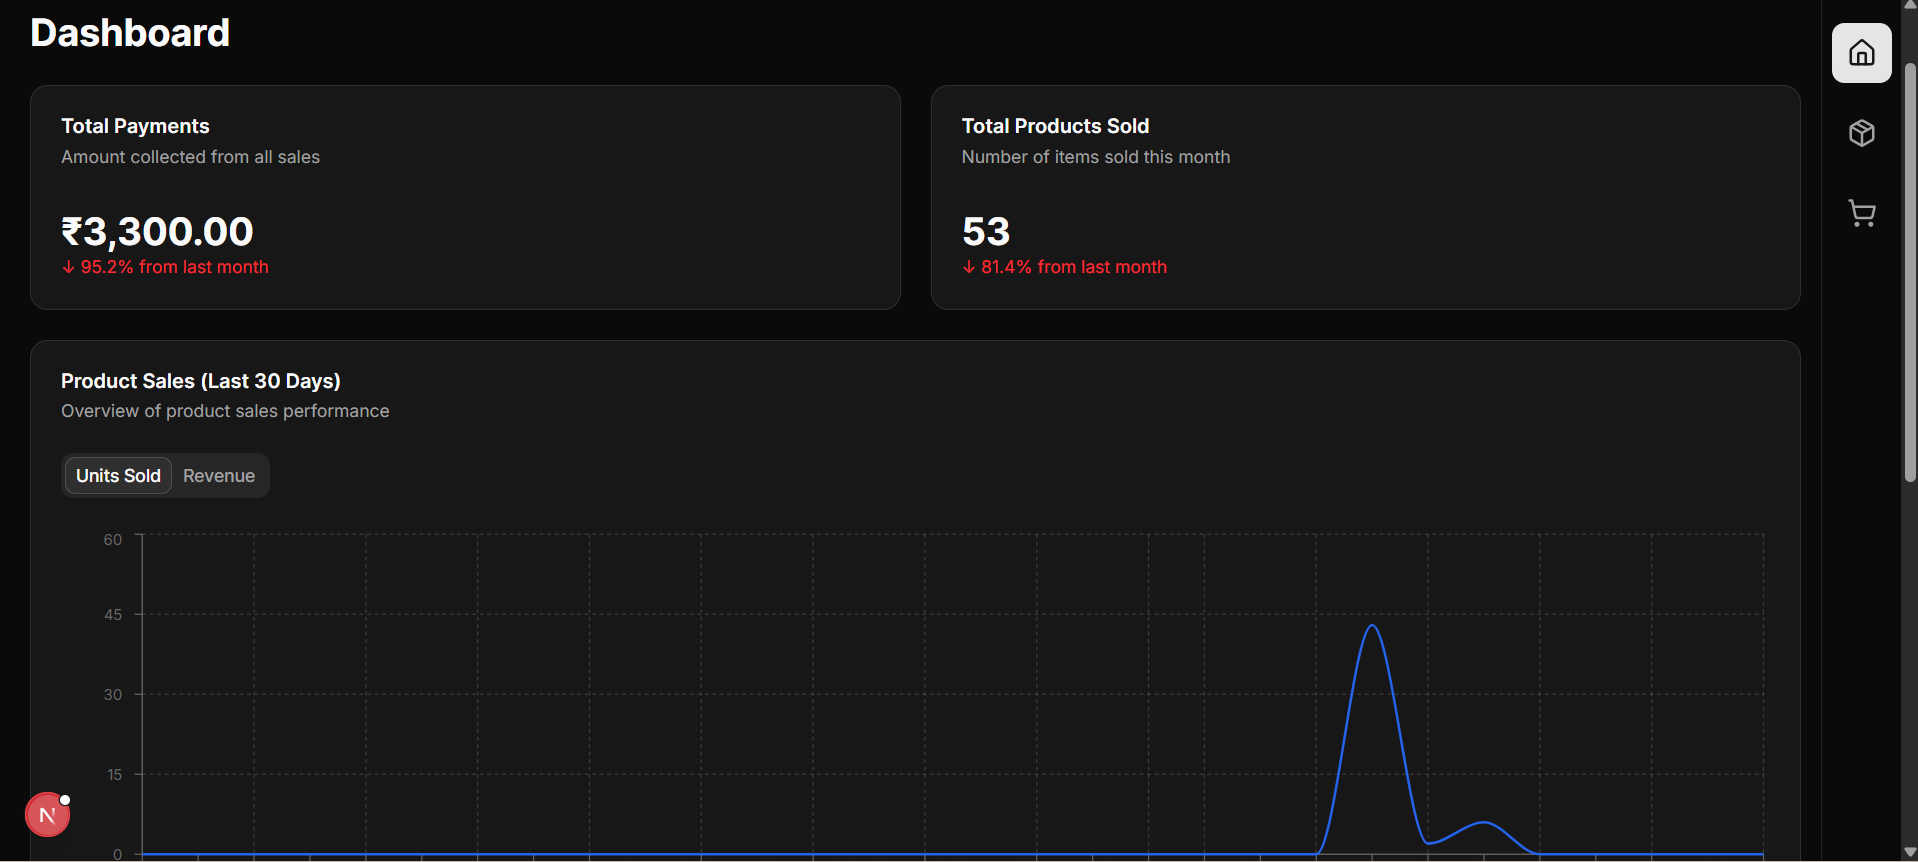 Dashboard
Total Payments
Amount collected from all sales
₹3,300.00
↓ 95.2% from last month
Total Products Sold
Number of items sold this month
53
↓ 81.4% from last month
Product Sales (Last 30 Days)
Overview of product sales performance
Units Sold Revenue
60
45
30
15
0
N